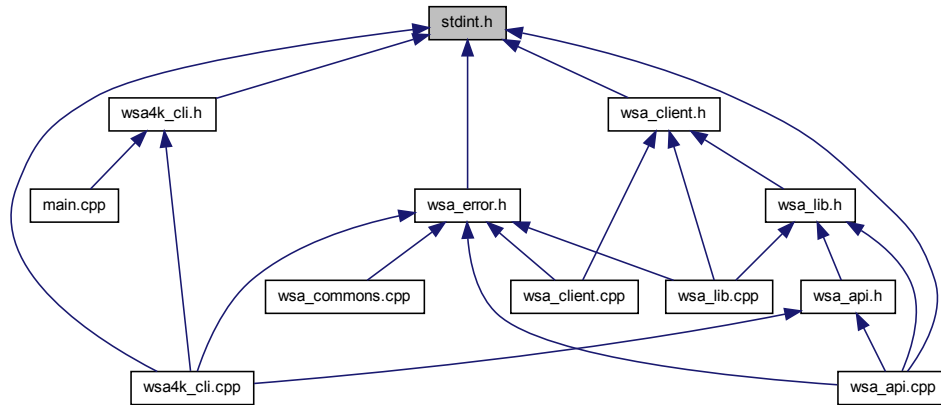 stdint.h
wsa4k_cli.h
wsa_client.h
main.cpp
wsa_error.h
wsa_lib.h
wsa_commons.cpp
wsa_client.cpp
wsa_lib.cpp
wsa_api.h
wsa4k_cli.cpp
wsa_api.cpp